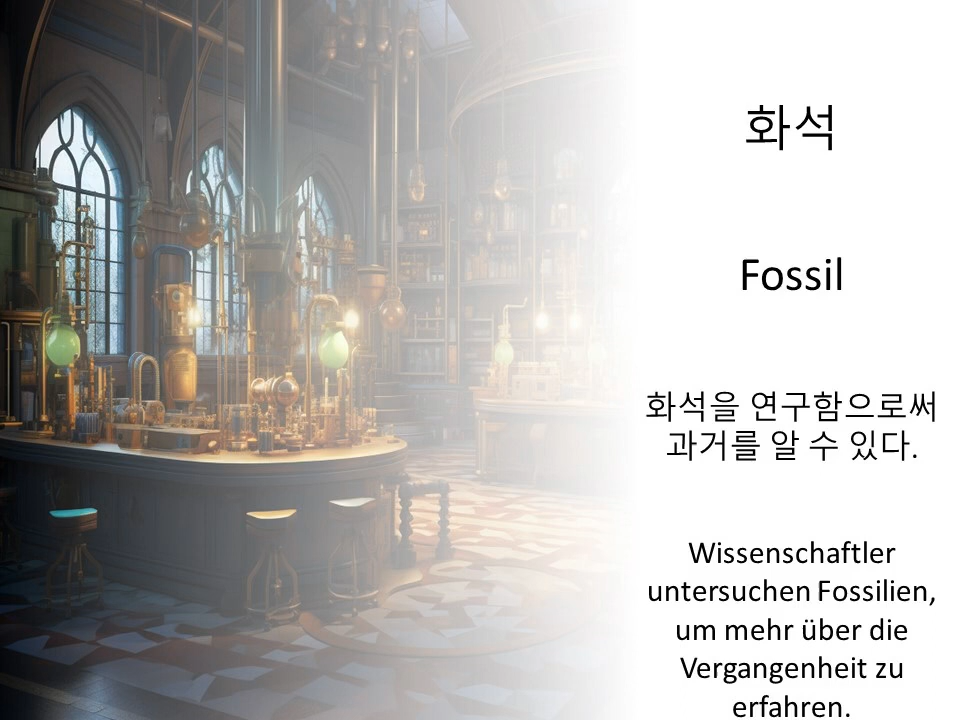 화석
Fossil
화석을 연구함으로써
과거를 알 수 있다.
Wissenschaftler
untersuchen Fossilien,
um mehr über die
Vergangenheit zu
erfahren.